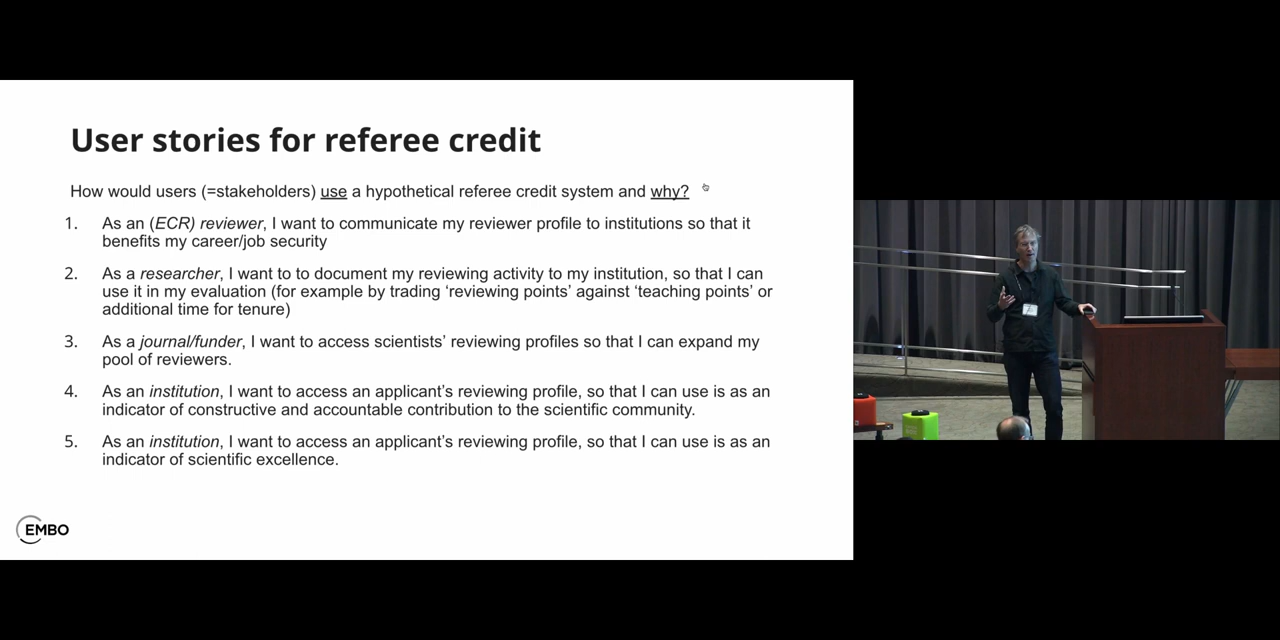 User stories for referee credit
How would users (=stakeholders) use a hypothetical referee credit system and why?
1. As an (ECR) reviewer, I want to communicate my reviewer profile to institutions so that it
benefits my career/job security
2. As a researcher, I want to to document my reviewing activity to my institution, so that I can
use it in my evaluation (for example by trading ‘reviewing points’ against ‘teaching points’ or
additional time for tenure)
3. As a journal/funder, I want to access scientists’ reviewing profiles so that I can expand my
pool of reviewers.
4. As an institution, I want to access an applicant’s reviewing profile, so that I can use is as an
indicator of constructive and accountable contribution to the scientific community.
5. As an institution, I want to access an applicant’s reviewing profile, so that I can use is as an
indicator of scientific excellence.
EMBO